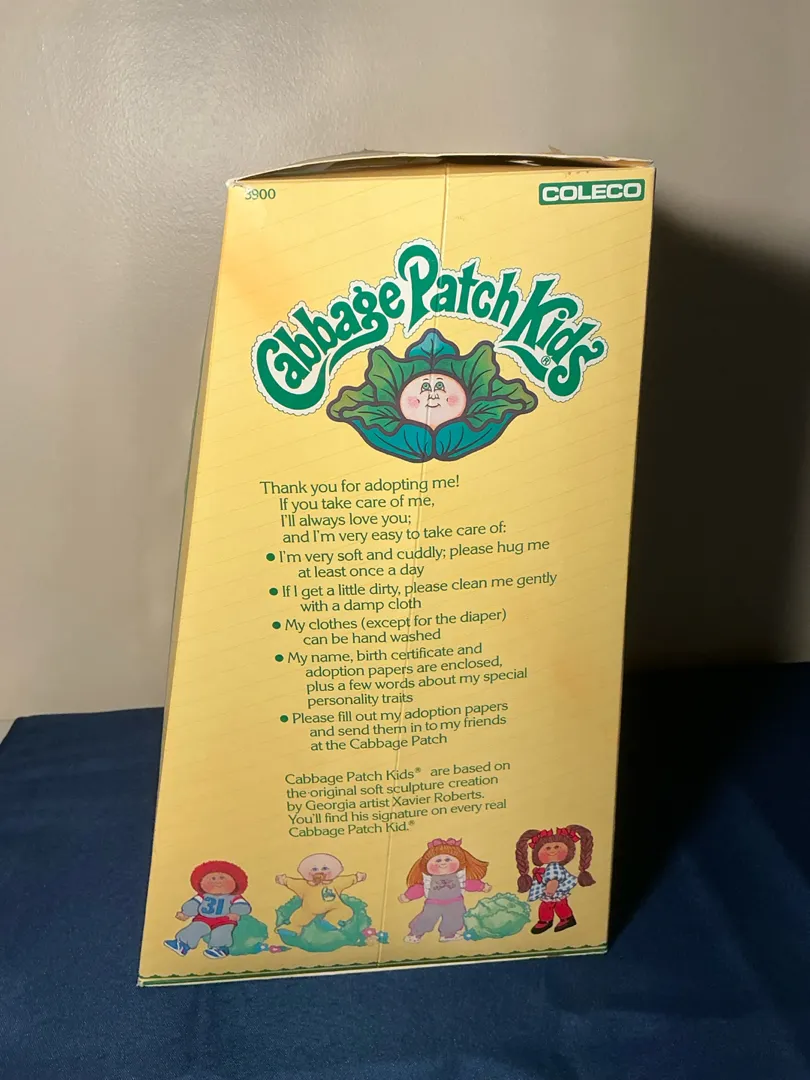 3900
COLECO
Cabbage Patch Kids®
Thank you for adopting me!
If you take care of me,
I'll always love you;
and I'm very easy to take care of:
● I'm very soft and cuddly; please hug me
at least once a day
● If I get a little dirty, please clean me gently
with a damp cloth
● My clothes (except for the diaper)
can be hand washed
● My name, birth certificate and
adoption papers are enclosed,
plus a few words about my special
personality traits
● Please fill out my adoption papers
and send them in to my friends
at the Cabbage Patch
Cabbage Patch Kids® are based on
the original soft sculpture creation
by Georgia artist Xavier Roberts.
You'll find his signature on every real
Cabbage Patch Kid.®
31